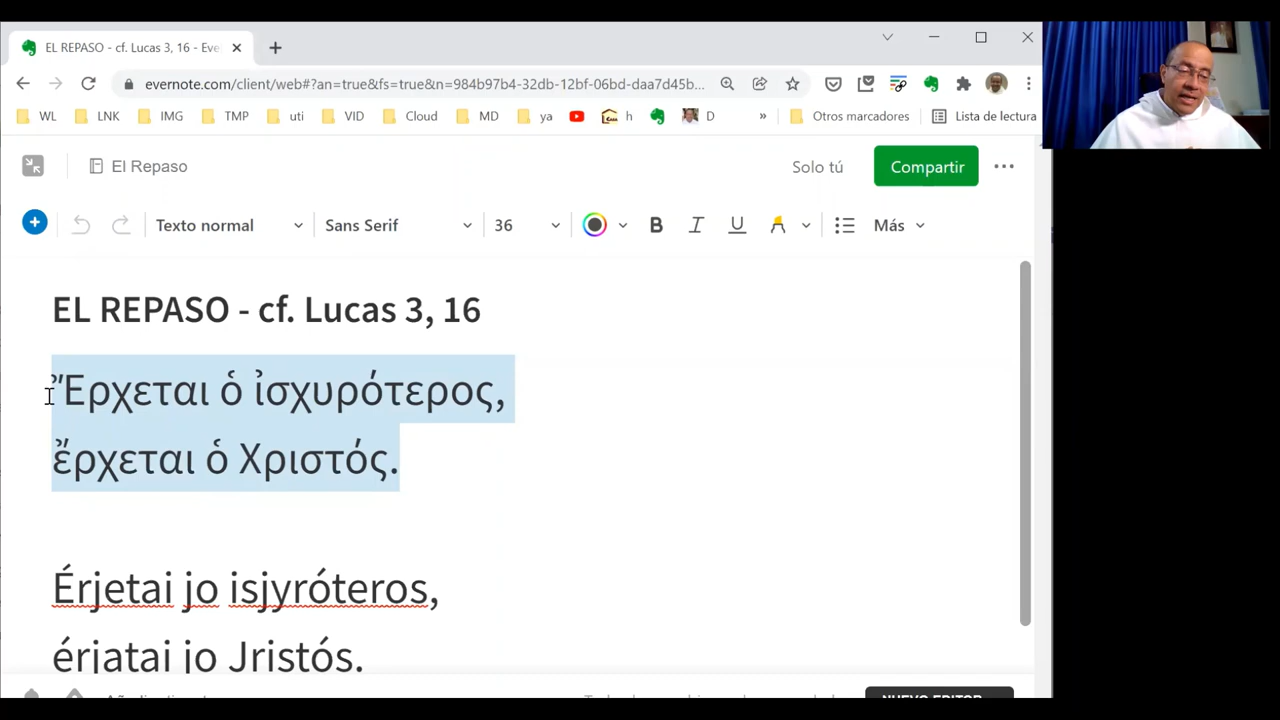 EL REPASO - cf. Lucas 3, 16 - Eve
evernote.com/client/web#?an=true&fs=true&n=984b97b4-32db-12bf-06bd-daa7d45b...
WL LNK IMG TMP uti VID Cloud MD ya h D » Otros marcadores Lista de lectura
El Repaso Solo tú Compartir
Texto normal Sans Serif 36 B I U Más
EL REPASO - cf. Lucas 3, 16
Ἔρχεται ὁ ἰσχυρότερος,
ἔρχεται ὁ Χριστός.
Érjetai jo isjyróteros,
érjatai jo Jristós.
NUEVO EDITOR